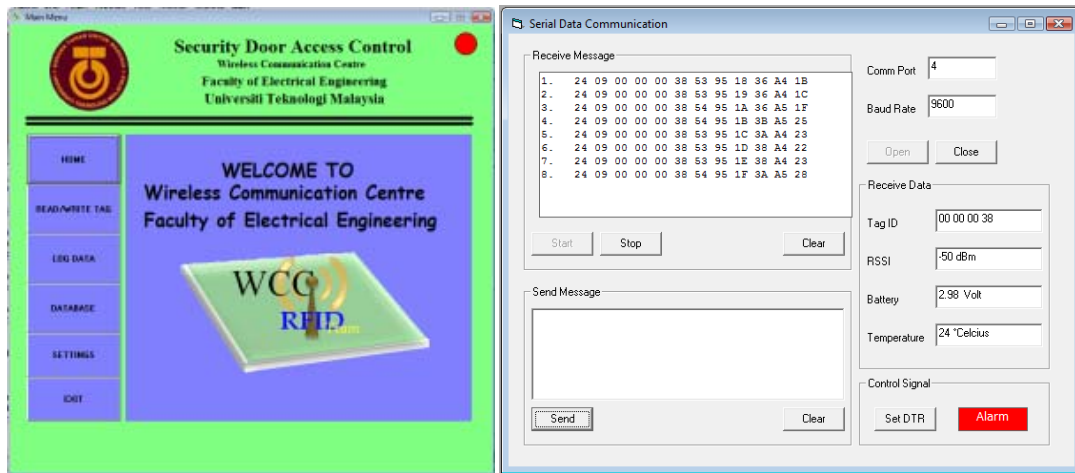 Main Menu
Security Door Access Control
Wireless Communication Centre
Faculty of Electrical Engineering
Universiti Teknologi Malaysia
HOME
READ/WRITE TAG
LOG DATA
DATABASE
SETTINGS
EXIT
WELCOME TO
Wireless Communication Centre
Faculty of Electrical Engineering
WCC
RFID
Team
Serial Data Communication
Receive Message
1. 24 09 00 00 00 38 53 95 18 36 A4 1B
2. 24 09 00 00 00 38 53 95 19 36 A4 1C
3. 24 09 00 00 00 38 54 95 1A 36 A5 1F
4. 24 09 00 00 00 38 54 95 1B 3B A5 25
5. 24 09 00 00 00 38 53 95 1C 3A A4 23
6. 24 09 00 00 00 38 53 95 1D 38 A4 22
7. 24 09 00 00 00 38 53 95 1E 38 A4 23
8. 24 09 00 00 00 38 54 95 1F 3A A5 28
Start
Stop
Clear
Send Message
Send
Clear
Comm Port 4
Baud Rate 9600
Open
Close
Receive Data
Tag ID 00 00 00 38
RSSI -50 dBm
Battery 2.98 Volt
Temperature 24 °Celcius
Control Signal
Set DTR
Alarm